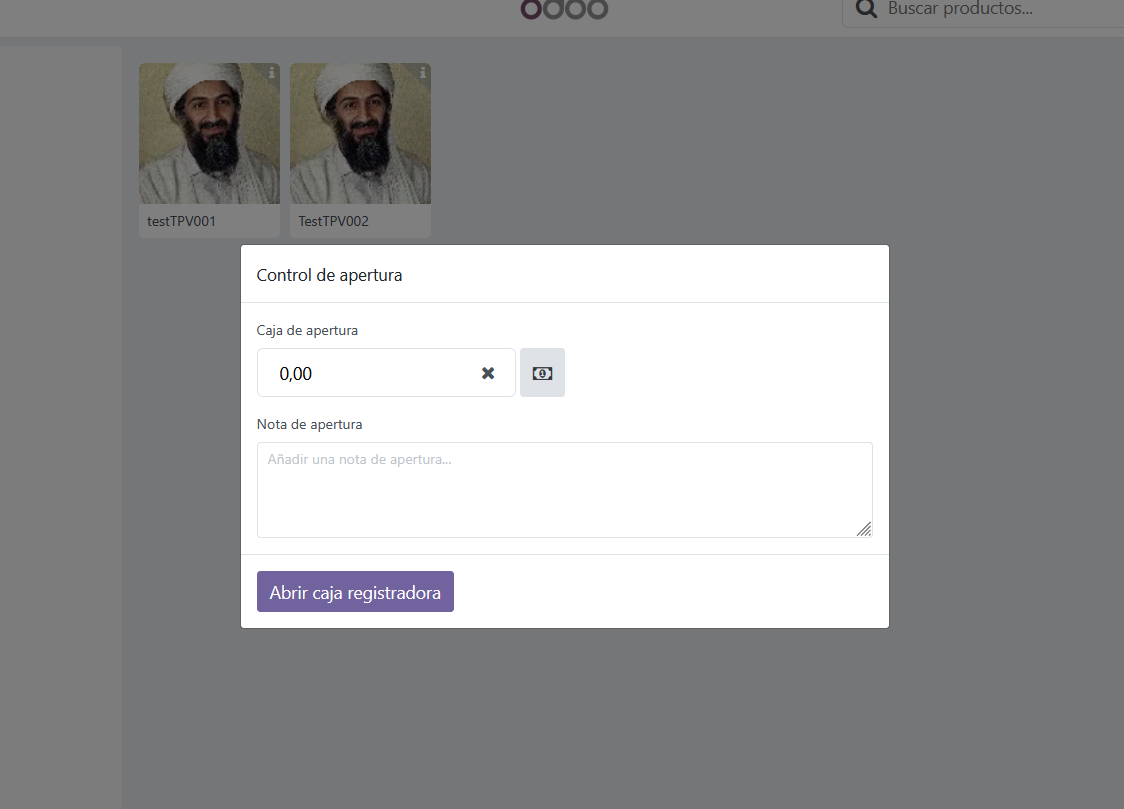 odoo
Buscar productos...
testTPV001
TestTPV002
Control de apertura
Caja de apertura
0,00
Nota de apertura
Añadir una nota de apertura...
Abrir caja registradora